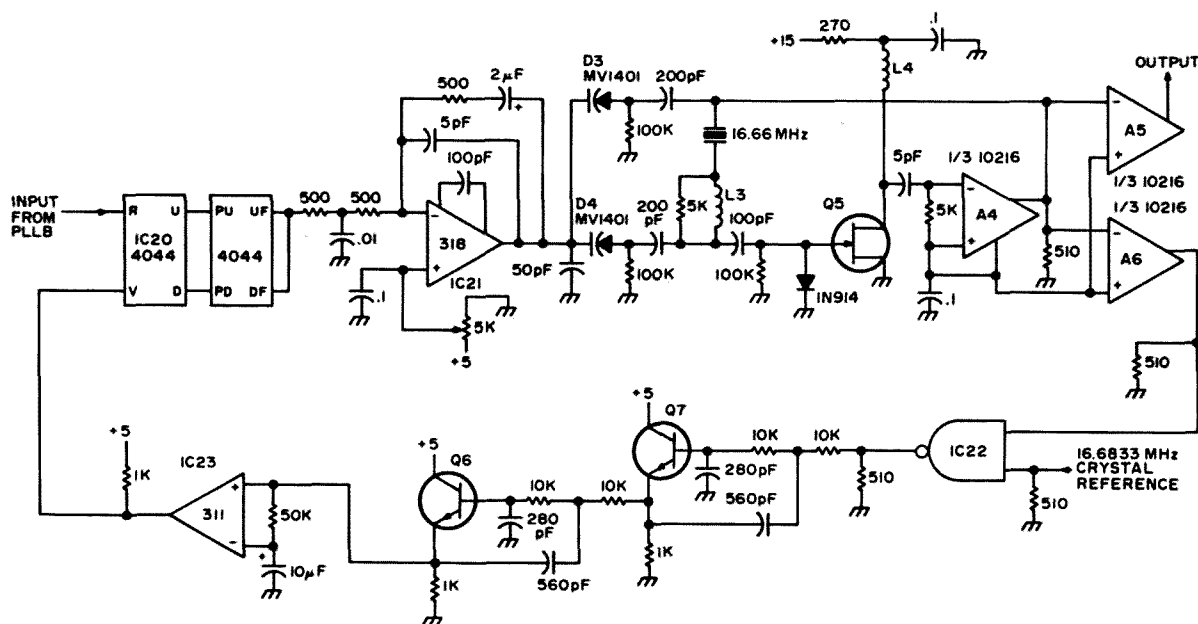 270
.1
+15
D3
MV1401
200pF
L4
OUTPUT
500
2µF
+
5pF
100K
16.66 MHz
-
A5
+
100pF
5pF
1/3 10216
1/3 10216
1/3 10216
INPUT
FROM
PLLB
R
U
IC20
4044
V
D
PU
UF
4044
PD
DF
500
500
.01
-
318
+
IC21
.1
5K
+5
50pF
D4
MV1401
200
pF
100K
5K
L3
100pF
100K
1N914
Q5
5K
-
A4
+
.1
510
-
A6
+
510
+5
Q7
+5
1K
IC23
+
311
-
50K
+
10µF
+5
Q6
10K
10K
280
pF
560pF
1K
10K
10K
280pF
560pF
1K
510
IC22
16.6833 MHz
CRYSTAL
REFERENCE
510